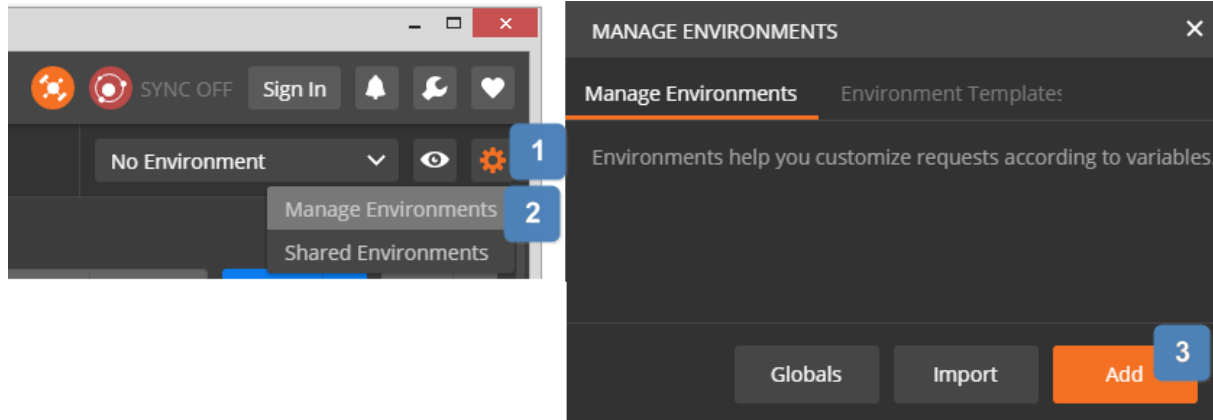 SYNC OFF Sign In
No Environment 1
Manage Environments 2
Shared Environments
MANAGE ENVIRONMENTS
Manage Environments Environment Templates
Environments help you customize requests according to variables.
Globals Import Add 3